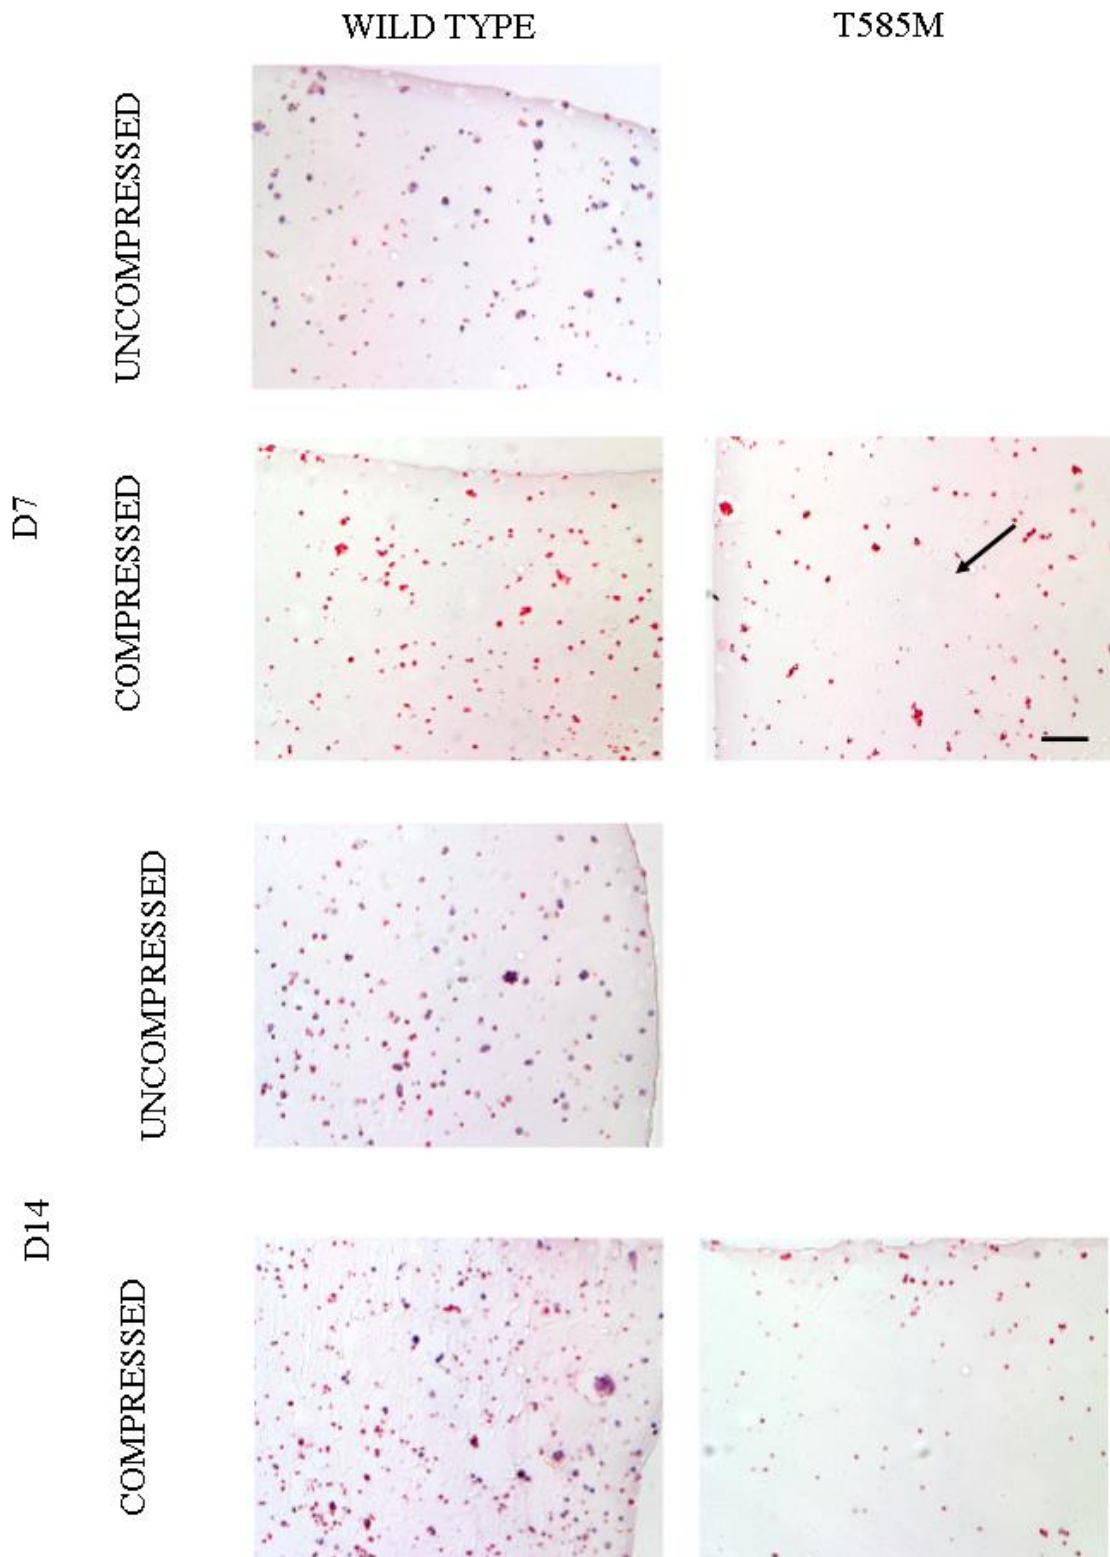 WILD TYPE
T585M
D7
UNCOMPRESSED
COMPRESSED
D14
UNCOMPRESSED
COMPRESSED